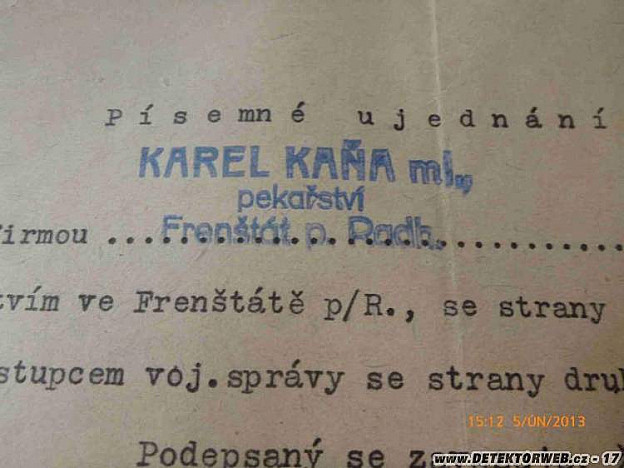 Písemné ujednání
KAREL KAŇA ml.,
pekařství
Frenštát p. Radh.
firmou ..........................
tvím ve Frenštátě p/R., se strany
stupcem voj.správy se strany dru
Podepsaný se
15:12 5/ÚN/2013
www.DETEKTORWEB.cz - 17